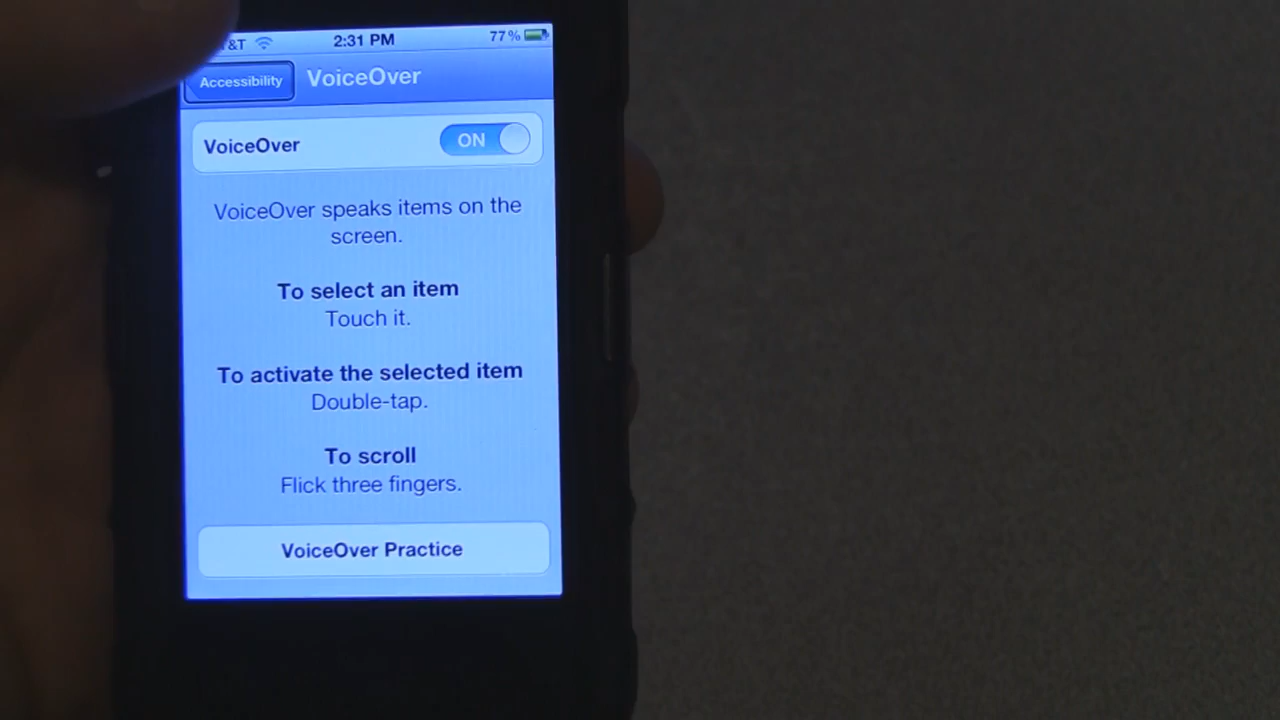 &T 2:31 PM 77%
Accessibility VoiceOver
VoiceOver ON
VoiceOver speaks items on the
screen.
To select an item
Touch it.
To activate the selected item
Double-tap.
To scroll
Flick three fingers.
VoiceOver Practice